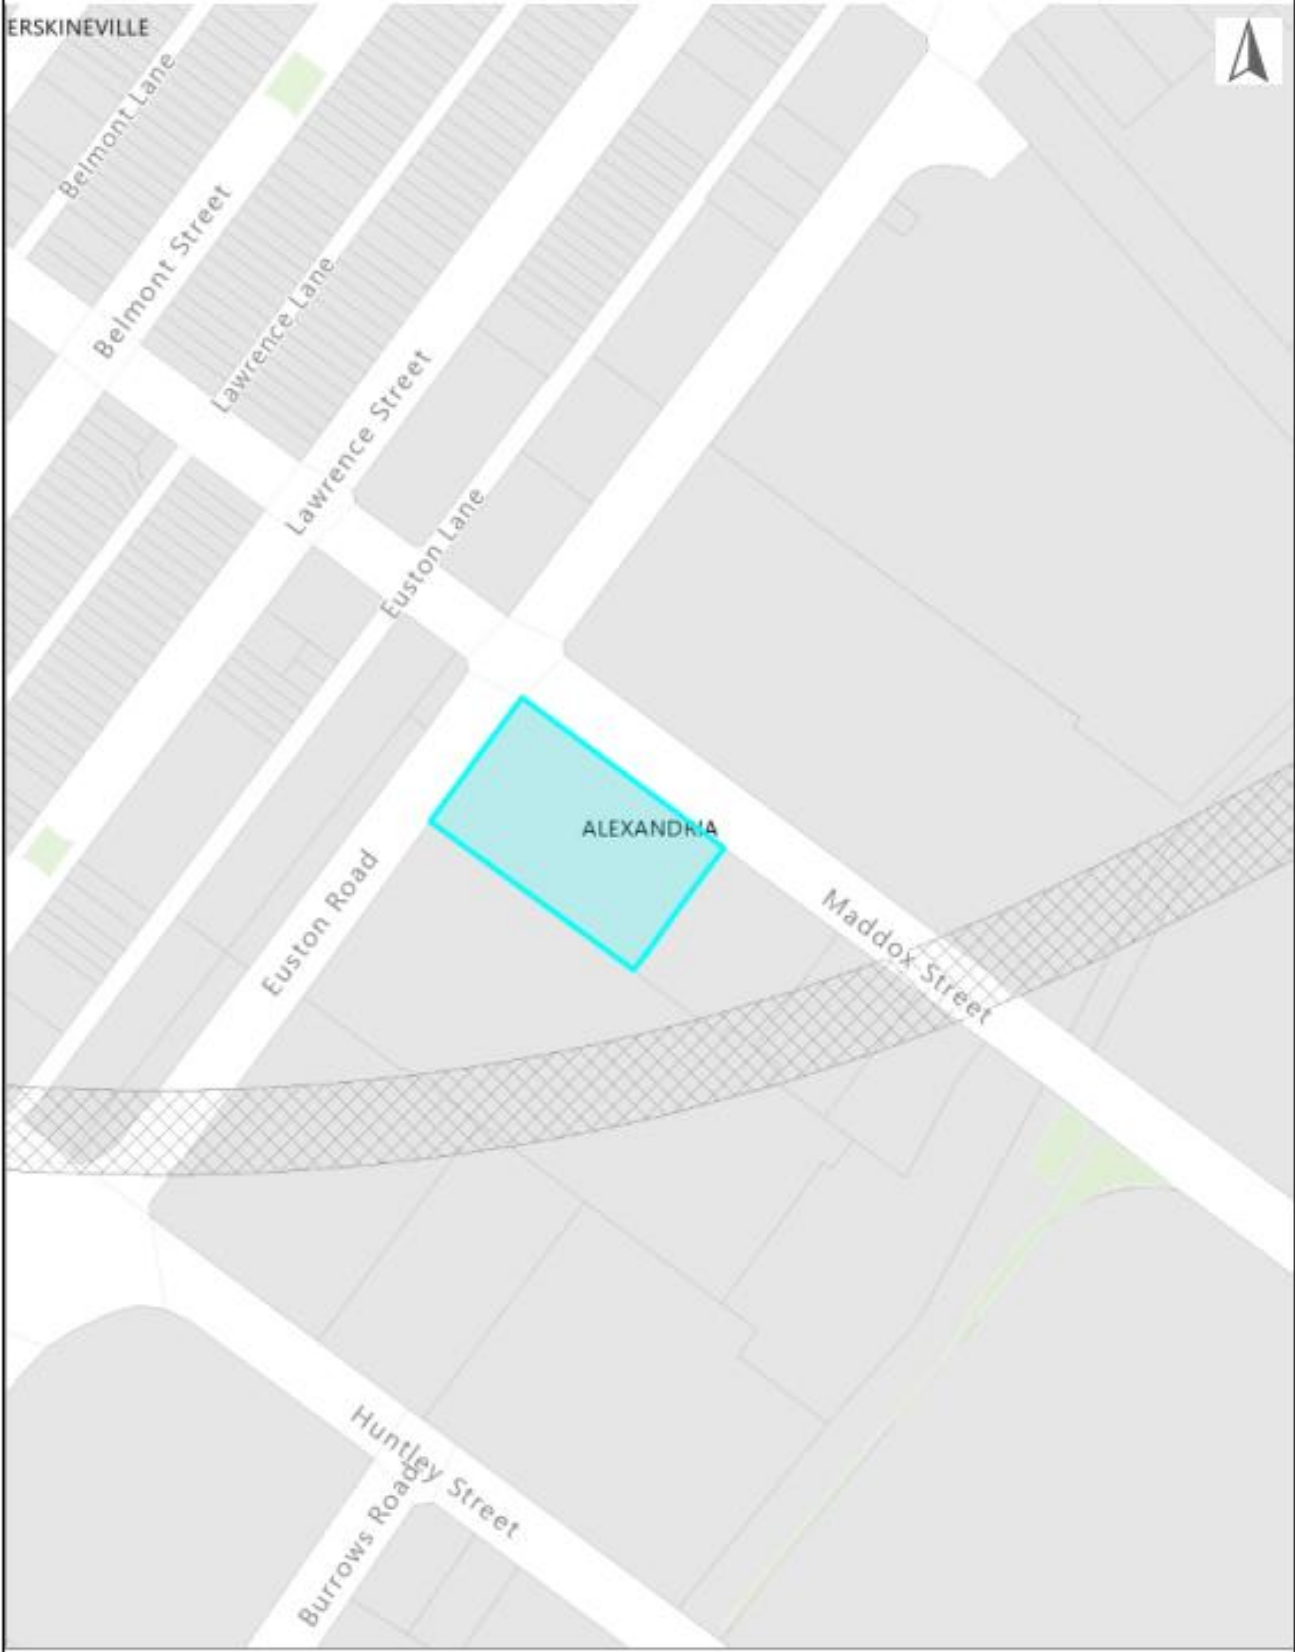 ERSKINEVILLE
Belmont Lane
Belmont Street
Lawrence Lane
Lawrence Street
Euston Lane
ALEXANDRIA
Euston Road
Maddox Street
Huntley Street
Burrows Road